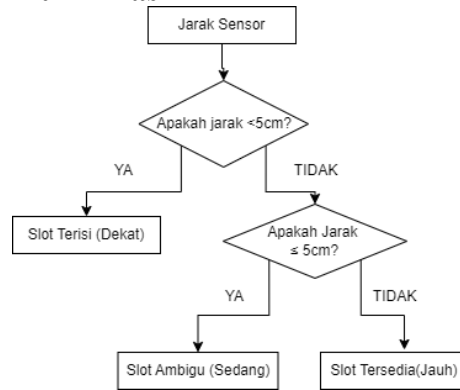 Jarak Sensor
Apakah jarak <5cm?
YA
TIDAK
Slot Terisi (Dekat)
Apakah Jarak
≤ 5cm?
YA
TIDAK
Slot Ambigu (Sedang)
Slot Tersedia(Jauh)